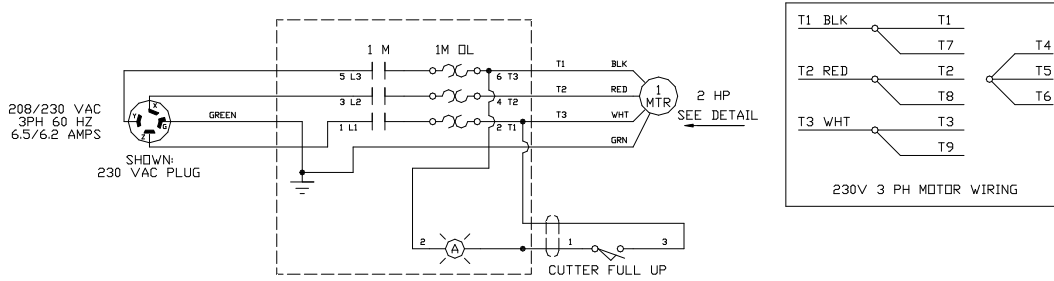 1 M
1M OL
5 L3
6 T3
T1
BLK
3 L2
4 T2
T2
RED
1 L1
2 T1
T3
WHT
GRN
1
MTR
2 HP
SEE DETAIL
208/230 VAC
3PH 60 HZ
6.5/6.2 AMPS
X
Y
G
Z
GREEN
SHOWN:
230 VAC PLUG
2
A
1
3
CUTTER FULL UP
T1 BLK
T1
T7
T2 RED
T2
T8
T3 WHT
T3
T9
T4
T5
T6
230V 3 PH MOTOR WIRING